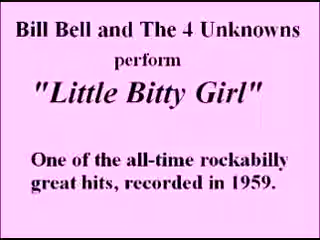 Bill Bell and The 4 Unknowns
perform
"Little Bitty Girl"
One of the all-time rockabilly
great hits, recorded in 1959.